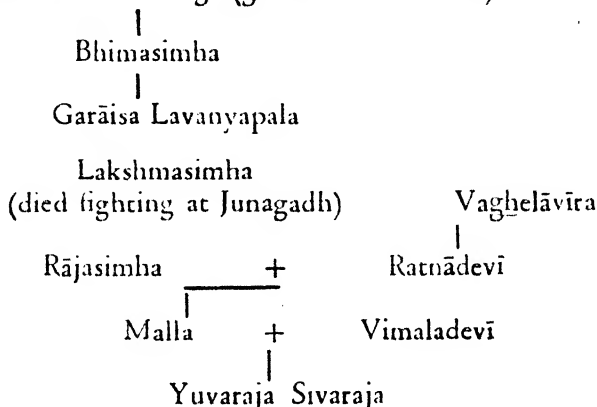 Bhimasimha
Garāisa Lavanyapala
Lakshmasimha
(died fighting at Junagadh) Vaghelāvīra
Rājasimha + Ratnādevī
Malla + Vimaladevī
Yuvaraja Sivaraja